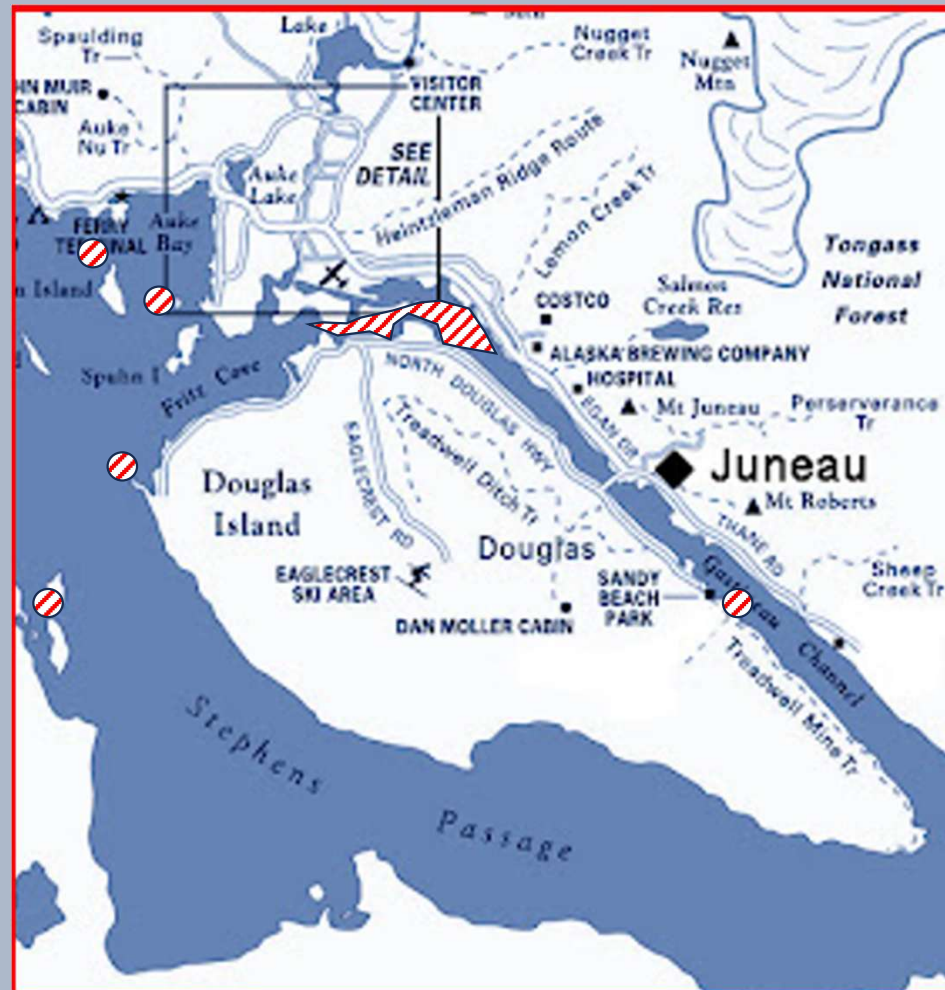 Lake
Spaulding
Tr
Nugget
Creek Tr
Nugget
Mtn
VISITOR
CENTER
HN MUIR
CABIN
Auke
Nu Tr
SEE
DETAIL
Auke
Lake
Heintzleman Ridge Route
Lemon Creek Tr
FERRY
TERMINAL
Auke
Bay
n Island
Tongass
National
Forest
Salmon
Creek Rez
COSTCO
ALASKA BREWING COMPANY
HOSPITAL
Spuhn I
Fritz Cove
NORTH DOUGLAS HWY
EGAN DR
Mt Juneau
Perserverance
Tr
Treadwell Ditch Tr
EAGLECREST RD
Juneau
Douglas
Island
Mt Roberts
THANE RD
Douglas
EAGLECREST
SKI AREA
SANDY
BEACH
PARK
Sheep
Creek Tr
DAN MOLLER CABIN
Gastineau Channel
Treadwell Mine Tr
Stephens
Passage